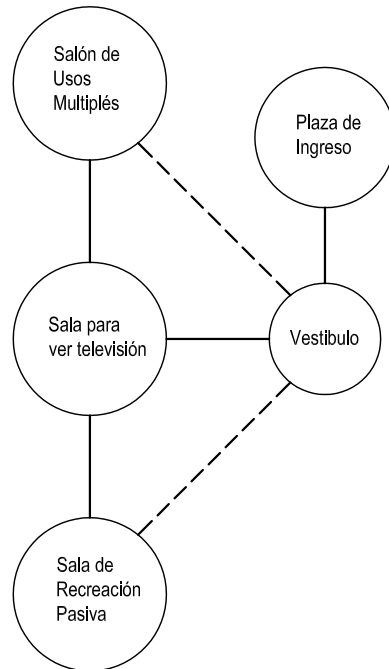 Salón de
Usos
Multiplés
Plaza de
Ingreso
Sala para
ver televisión
Vestibulo
Sala de
Recreación
Pasiva